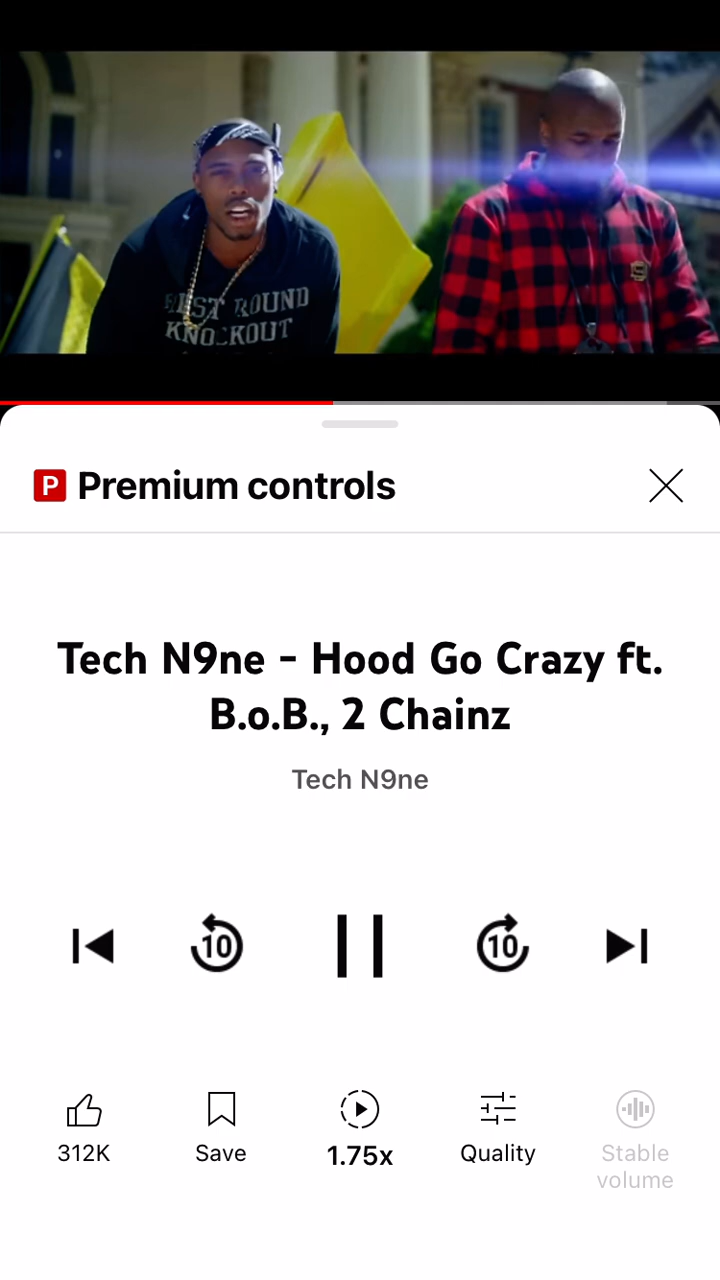 FIRST ROUND
KNOCKOUT
P Premium controls
Tech N9ne - Hood Go Crazy ft.
B.o.B., 2 Chainz
Tech N9ne
10
10
312K
Save
1.75x
Quality
Stable
volume